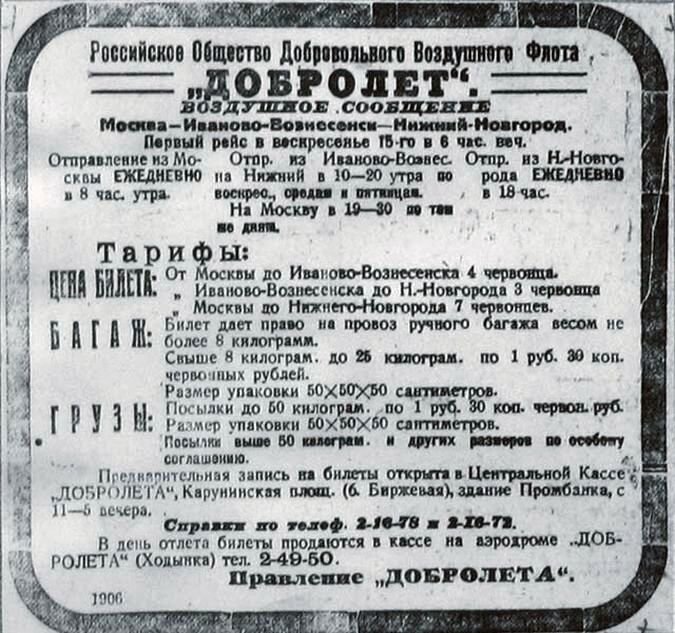 Российское Общество Добровольного Воздушного Флота
„ДОБРОЛЕТ“.
ВОЗДУШНОЕ СООБЩЕНИЕ
Москва—Иваново-Вознесенск—Нижний-Новгород.
Первый рейс в воскресенье 15-го в 6 час. веч.
Отправление из Мо-
сквы ЕЖЕДНЕВНО
в 8 час. утра.
Отпр. из Иваново-Вознес.
на Нижний в 10—20 утра по
воскрес., средам и пятницам.
На Москву в 19—30 по тем
же дням.
Отпр. из Н.-Новго-
рода ЕЖЕДНЕВНО
в 18 час.
Тарифы:
ЦЕНА БИЛЕТА: От Москвы до Иваново-Вознесенска 4 червонца.
„ Иваново-Вознесенска до Н.-Новгорода 3 червонца
„ Москвы до Нижнего-Новгорода 7 червонцев.
БАГАЖ: Билет дает право на провоз ручного багажа весом не
более 8 килограмм.
Свыше 8 килограм. до 25 килограм. по 1 руб. 30 коп.
червонных рублей.
Размер упаковки 50×50×50 сантиметров.
ГРУЗЫ: Посылки до 50 килограм. по 1 руб. 30 коп. червон. руб.
Размер упаковки 50×50×50 сантиметров.
Посылки выше 50 килограм. и других размеров по особому
соглашению.
Предварительная запись на билеты открыта в Центральной Кассе
„ДОБРОЛЕТА“, Карунинская площ. (б. Биржевая), здание Промбанка, с
11—5 вечера.
Справки по телеф. 2-16-78 и 2-16-72.
В день отлета билеты продаются в кассе на аэродроме „ДОБ-
РОЛЕТА“ (Ходынка) тел. 2-49-50.
Правление „ДОБРОЛЕТА“.
1906